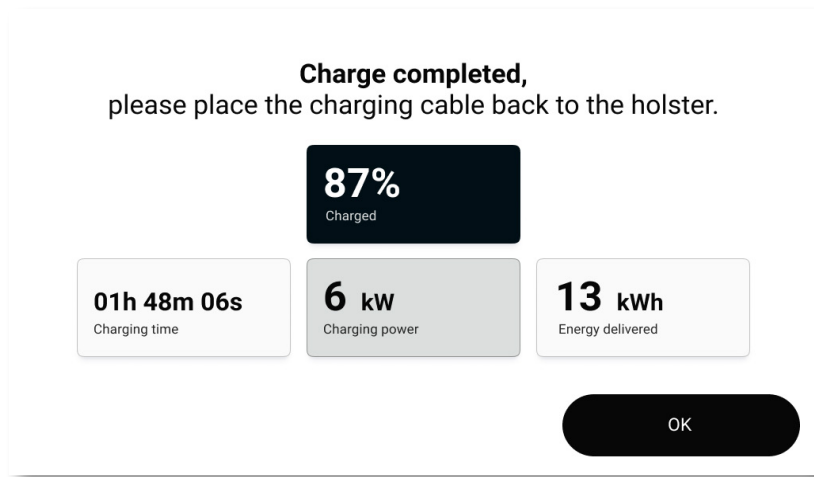 Charge completed,
please place the charging cable back to the holster.
87%
Charged
01h 48m 06s
Charging time
6 kW
Charging power
13 kWh
Energy delivered
OK